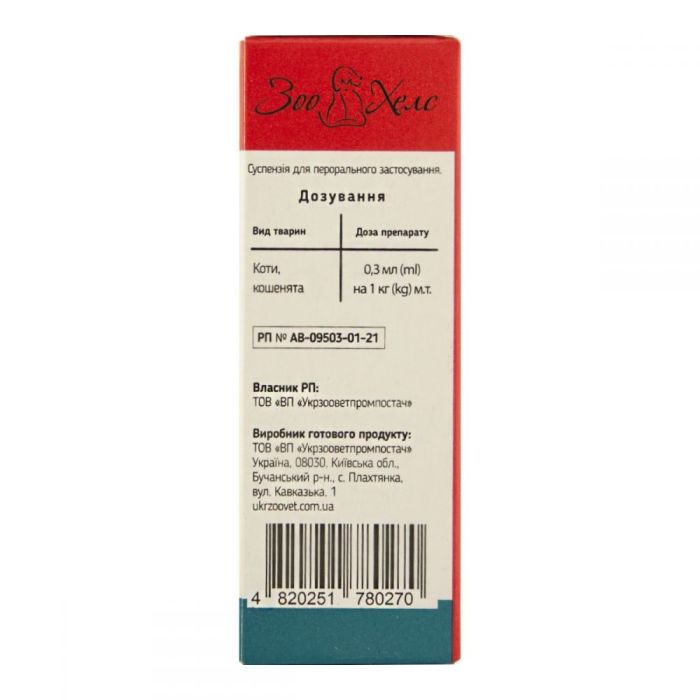 Зоо Хелс
Суспензія для перорального застосування.
Дозування
Вид тварин Доза препарату
Коти, 0,3 мл (ml)
кошенята на 1 кг (kg) м.т.
РП № АВ-09503-01-21
Власник РП:
ТОВ «ВП «Укрзооветпромпостач»
Виробник готового продукту:
ТОВ «ВП «Укрзооветпромпостач»
Україна, 08030, Київська обл.,
Бучанський р-н., с. Плахтянка,
вул. Кавказька. 1
ukrzoovet.com.ua
4 820251 780270